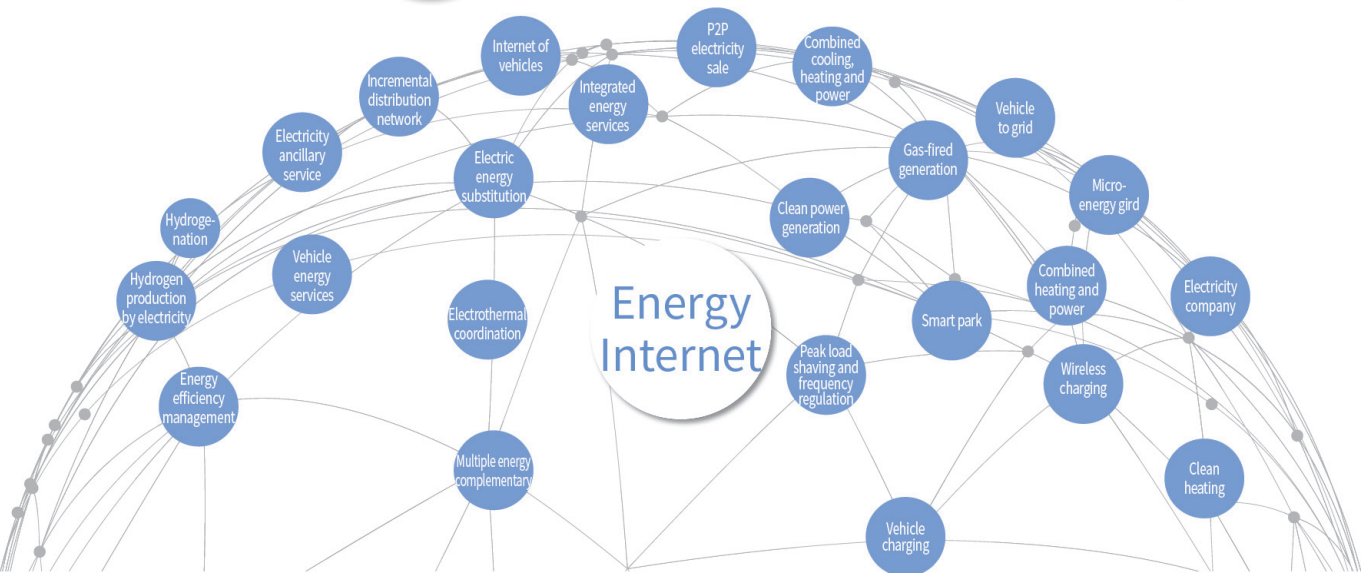 Internet of
vehicles
P2P
electricity
sale
Combined
cooling,
heating and
power
Incremental
distribution
network
Integrated
energy
services
Vehicle
to grid
Electricity
ancillary
service
Electric
energy
substitution
Gas-fired
generation
Micro-
energy gird
Clean power
generation
Hydroge-
nation
Vehicle
energy
services
Hydrogen
production
by electricity
Combined
heating and
power
Electricity
company
Electrothermal
coordination
Energy
Internet
Smart park
Peak load
shaving and
frequency
regulation
Wireless
charging
Energy
efficiency
management
Multiple energy
complementary
Clean
heating
Vehicle
charging